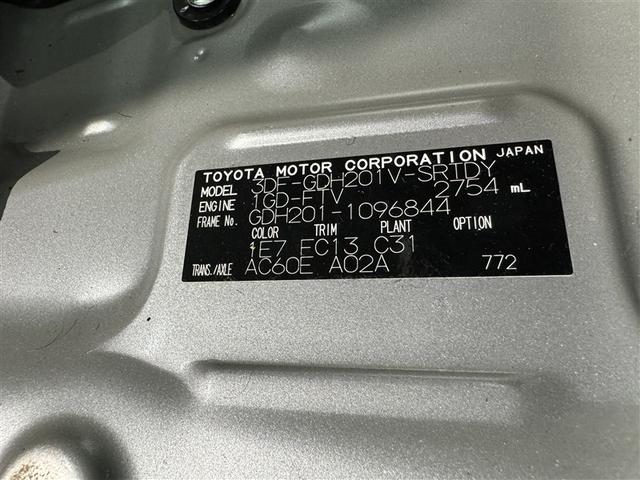 TOYOTA MOTOR CORPORATION JAPAN
MODEL 3DF-GDH201V-SRTDY
ENGINE 1GD-FTV 2754 mL
FRAME No. GDH201-1096844
COLOR TRIM PLANT OPTION
1E7 FC13 C31
TRANS./AXLE AC60E A02A 772